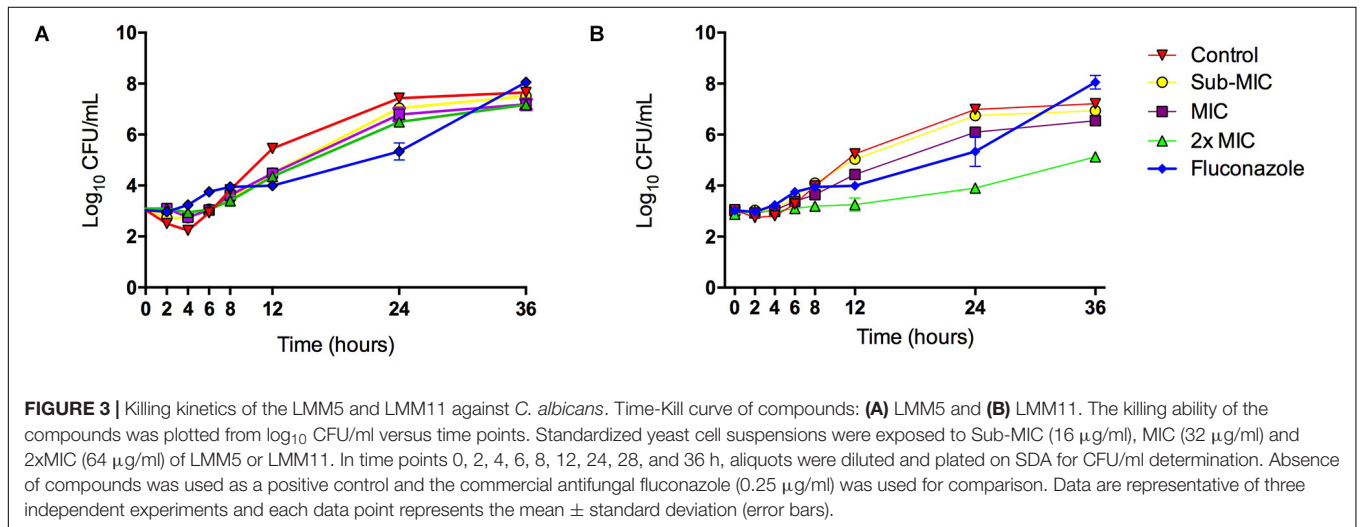 A
10
8
6
4
2
0
Log10 CFU/mL
0 2 4 6 8 12 24 36
Time (hours)
B
10
8
6
4
2
0
Log10 CFU/mL
0 2 4 6 8 12 24 36
Time (hours)
Control
Sub-MIC
MIC
2x MIC
Fluconazole
FIGURE 3 | Killing kinetics of the LMM5 and LMM11 against C. albicans. Time-Kill curve of compounds: (A) LMM5 and (B) LMM11. The killing ability of the
compounds was plotted from log10 CFU/ml versus time points. Standardized yeast cell suspensions were exposed to Sub-MIC (16 μg/ml), MIC (32 μg/ml) and
2xMIC (64 μg/ml) of LMM5 or LMM11. In time points 0, 2, 4, 6, 8, 12, 24, 28, and 36 h, aliquots were diluted and plated on SDA for CFU/ml determination. Absence
of compounds was used as a positive control and the commercial antifungal fluconazole (0.25 μg/ml) was used for comparison. Data are representative of three
independent experiments and each data point represents the mean ± standard deviation (error bars).